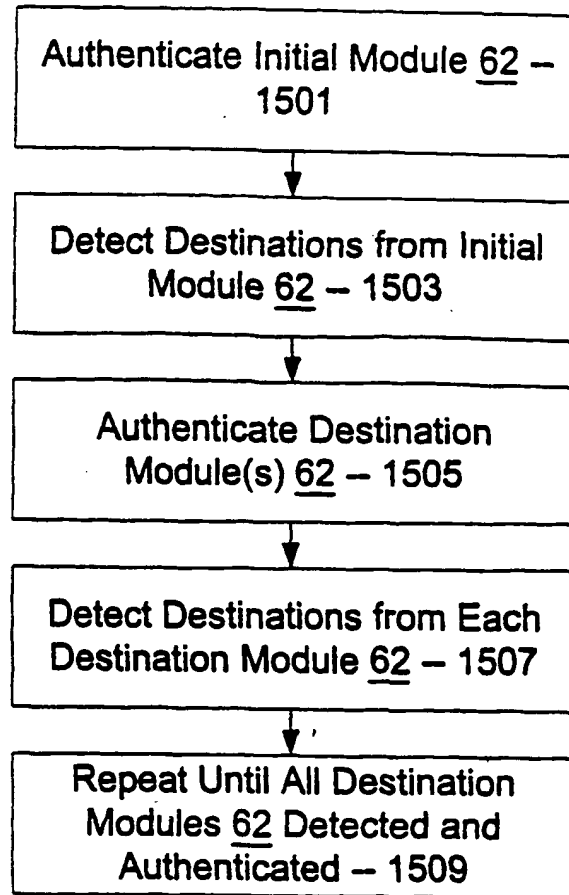 Authenticate Initial Module 62 –
1501
Detect Destinations from Initial
Module 62 – 1503
Authenticate Destination
Module(s) 62 – 1505
Detect Destinations from Each
Destination Module 62 – 1507
Repeat Until All Destination
Modules 62 Detected and
Authenticated – 1509